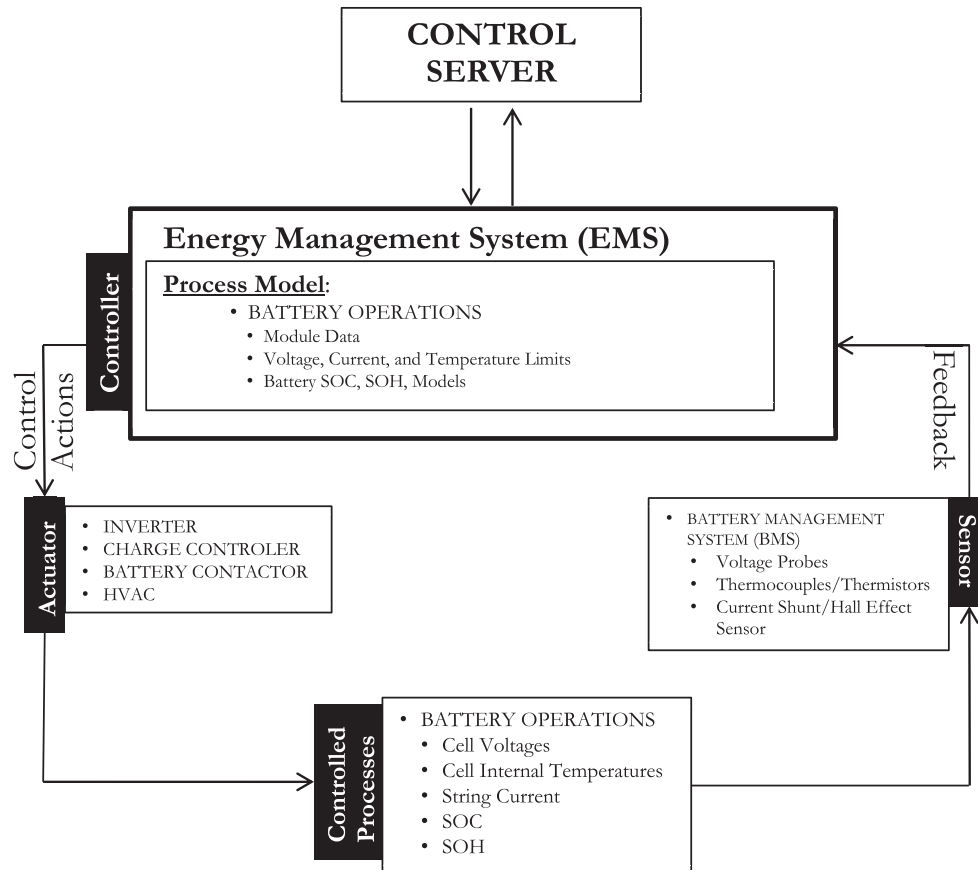 CONTROL
SERVER
Energy Management System (EMS)
Controller
Process Model:
• BATTERY OPERATIONS
• Module Data
• Voltage, Current, and Temperature Limits
• Battery SOC, SOH, Models
Control
Actions
Feedback
Actuator
• INVERTER
• CHARGE CONTROLER
• BATTERY CONTACTOR
• HVAC
• BATTERY MANAGEMENT
SYSTEM (BMS)
• Voltage Probes
• Thermocouples/Thermistors
• Current Shunt/Hall Effect
Sensor
Sensor
Controlled
Processes
• BATTERY OPERATIONS
• Cell Voltages
• Cell Internal Temperatures
• String Current
• SOC
• SOH